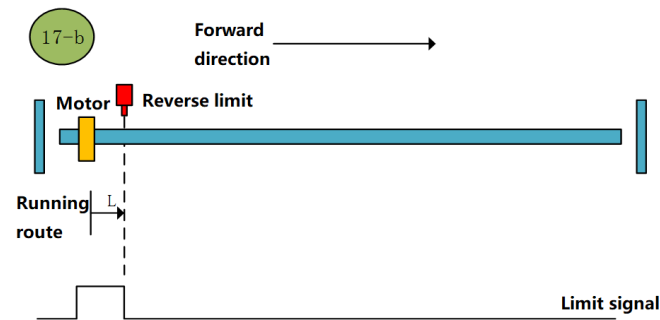 17-b
Forward
direction
Motor
Reverse limit
Running
route
L
Limit signal